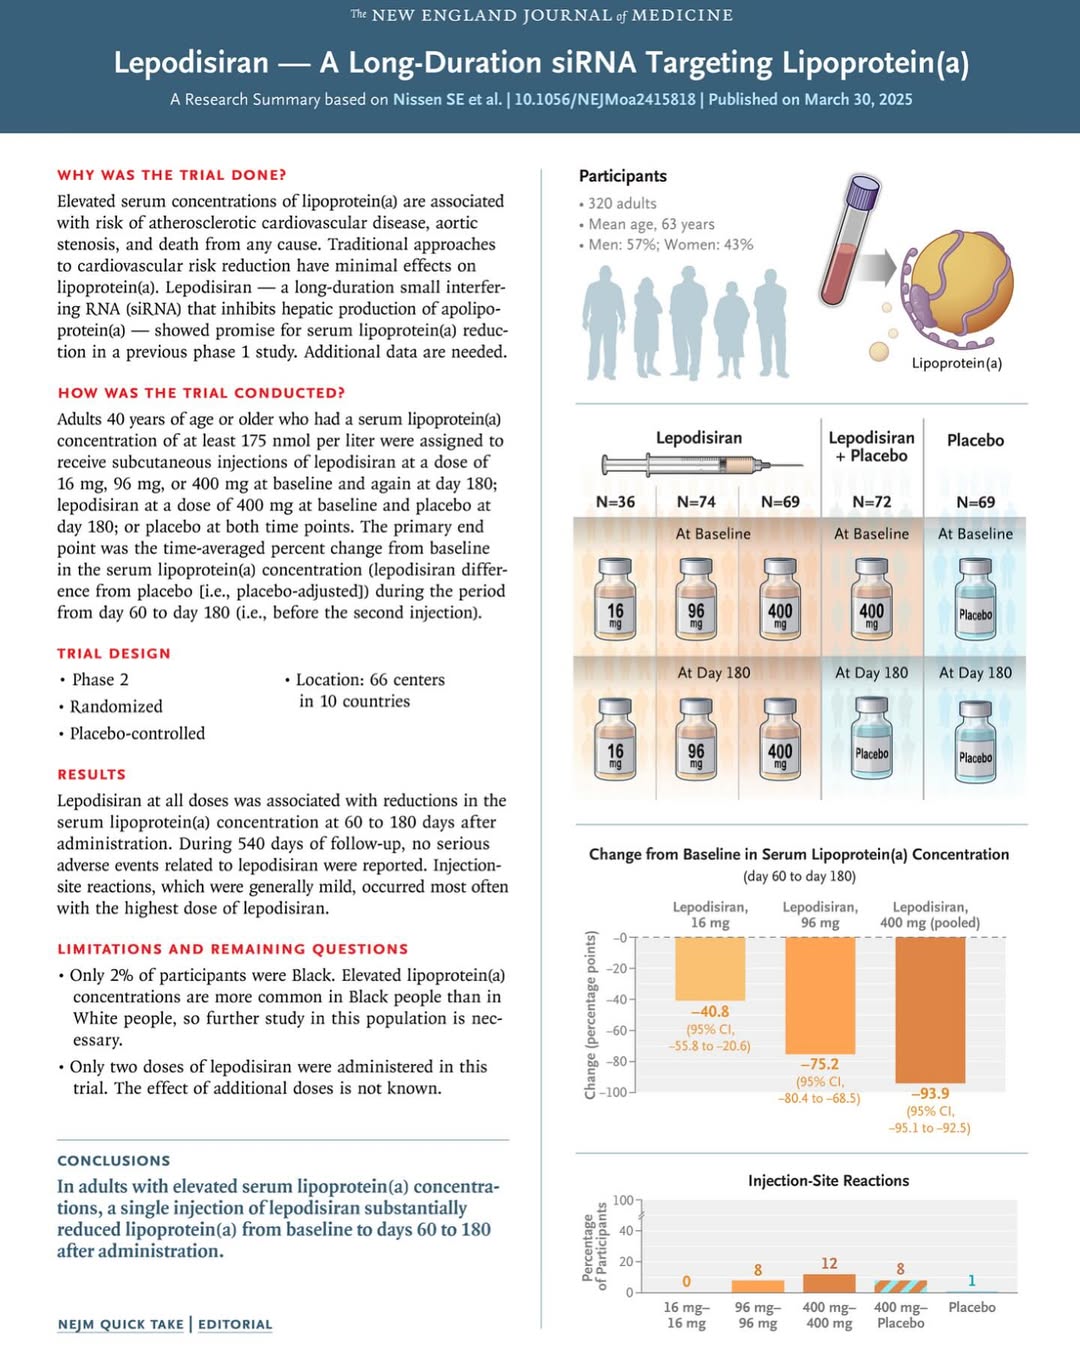 The NEW ENGLAND JOURNAL of MEDICINE
Lepodisiran — A Long-Duration siRNA Targeting Lipoprotein(a)
A Research Summary based on Nissen SE et al. | 10.1056/NEJMoa2415818 | Published on March 30, 2025
WHY WAS THE TRIAL DONE?
Elevated serum concentrations of lipoprotein(a) are associated
with risk of atherosclerotic cardiovascular disease, aortic
stenosis, and death from any cause. Traditional approaches
to cardiovascular risk reduction have minimal effects on
lipoprotein(a). Lepodisiran — a long-duration small interfer-
ing RNA (siRNA) that inhibits hepatic production of apolipo-
protein(a) — showed promise for serum lipoprotein(a) reduc-
tion in a previous phase 1 study. Additional data are needed.
HOW WAS THE TRIAL CONDUCTED?
Adults 40 years of age or older who had a serum lipoprotein(a)
concentration of at least 175 nmol per liter were assigned to
receive subcutaneous injections of lepodisiran at a dose of
16 mg, 96 mg, or 400 mg at baseline and again at day 180;
lepodisiran at a dose of 400 mg at baseline and placebo at
day 180; or placebo at both time points. The primary end
point was the time-averaged percent change from baseline
in the serum lipoprotein(a) concentration (lepodisiran differ-
ence from placebo [i.e., placebo-adjusted]) during the period
from day 60 to day 180 (i.e., before the second injection).
TRIAL DESIGN
• Phase 2
• Randomized
• Placebo-controlled
• Location: 66 centers
in 10 countries
RESULTS
Lepodisiran at all doses was associated with reductions in the
serum lipoprotein(a) concentration at 60 to 180 days after
administration. During 540 days of follow-up, no serious
adverse events related to lepodisiran were reported. Injection-
site reactions, which were generally mild, occurred most often
with the highest dose of lepodisiran.
LIMITATIONS AND REMAINING QUESTIONS
• Only 2% of participants were Black. Elevated lipoprotein(a)
concentrations are more common in Black people than in
White people, so further study in this population is nec-
essary.
• Only two doses of lepodisiran were administered in this
trial. The effect of additional doses is not known.
CONCLUSIONS
In adults with elevated serum lipoprotein(a) concentra-
tions, a single injection of lepodisiran substantially
reduced lipoprotein(a) from baseline to days 60 to 180
after administration.
NEJM QUICK TAKE | EDITORIAL
Participants
• 320 adults
• Mean age, 63 years
• Men: 57%; Women: 43%
Lipoprotein(a)
Lepodisiran
Lepodisiran
+ Placebo
Placebo
N=36 N=74 N=69 N=72 N=69
At Baseline At Baseline At Baseline
16 mg 96 mg 400 mg 400 mg Placebo
At Day 180 At Day 180 At Day 180
16 mg 96 mg 400 mg Placebo Placebo
Change from Baseline in Serum Lipoprotein(a) Concentration
(day 60 to day 180)
Lepodisiran,
16 mg
Lepodisiran,
96 mg
Lepodisiran,
400 mg (pooled)
Change (percentage points)
–0
–20
–40
–60
–80
–100
–40.8
(95% CI,
–55.8 to –20.6)
–75.2
(95% CI,
–80.4 to –68.5)
–93.9
(95% CI,
–95.1 to –92.5)
Injection-Site Reactions
Percentage
of Participants
100
40
20
0
0 8 12 8 1
16 mg–
16 mg
96 mg–
96 mg
400 mg–
400 mg
400 mg–
Placebo
Placebo